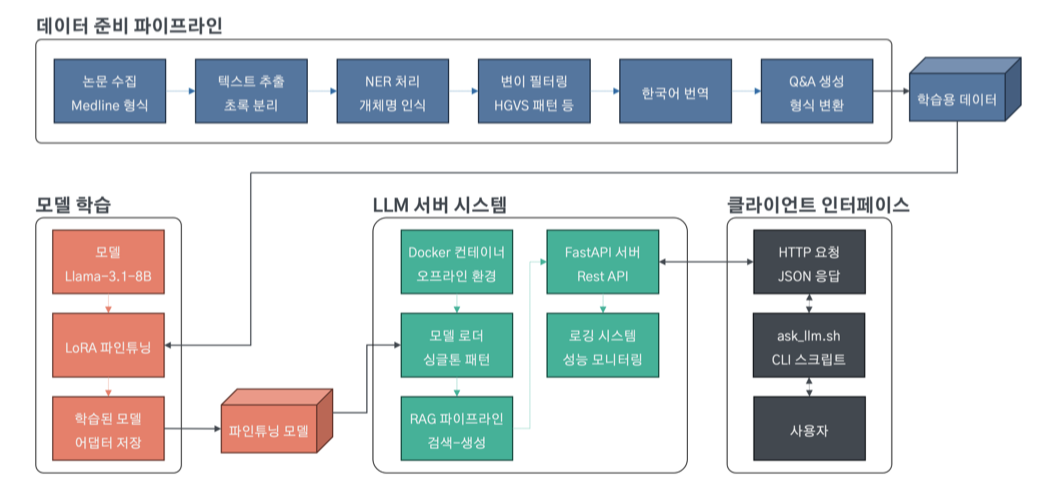 데이터 준비 파이프라인
논문 수집
Medline 형식
텍스트 추출
초록 분리
NER 처리
개체명 인식
변이 필터링
HGVS 패턴 등
한국어 번역
Q&A 생성
형식 변환
학습용 데이터
모델 학습
모델
Llama-3.1-8B
LoRA 파인튜닝
학습된 모델
어댑터 저장
파인튜닝 모델
LLM 서버 시스템
Docker 컨테이너
오프라인 환경
모델 로더
싱글톤 패턴
RAG 파이프라인
검색-생성
FastAPI 서버
Rest API
로깅 시스템
성능 모니터링
클라이언트 인터페이스
HTTP 요청
JSON 응답
ask_llm.sh
CLI 스크립트
사용자